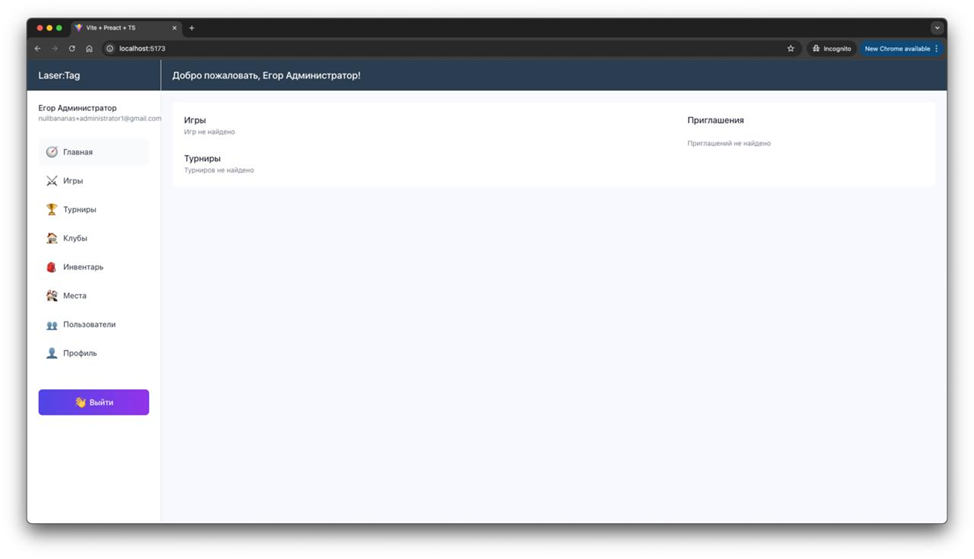 Vite + Preact + TS
localhost:5173
Incognito
New Chrome available
Laser:Tag
Добро пожаловать, Егор Администратор!
Егор Администратор
nullbananas+administrator1@gmail.com
Главная
Игры
Турниры
Клубы
Инвентарь
Места
Пользователи
Профиль
Выйти
Игры
Игр не найдено
Турниры
Турниров не найдено
Приглашения
Приглашений не найдено